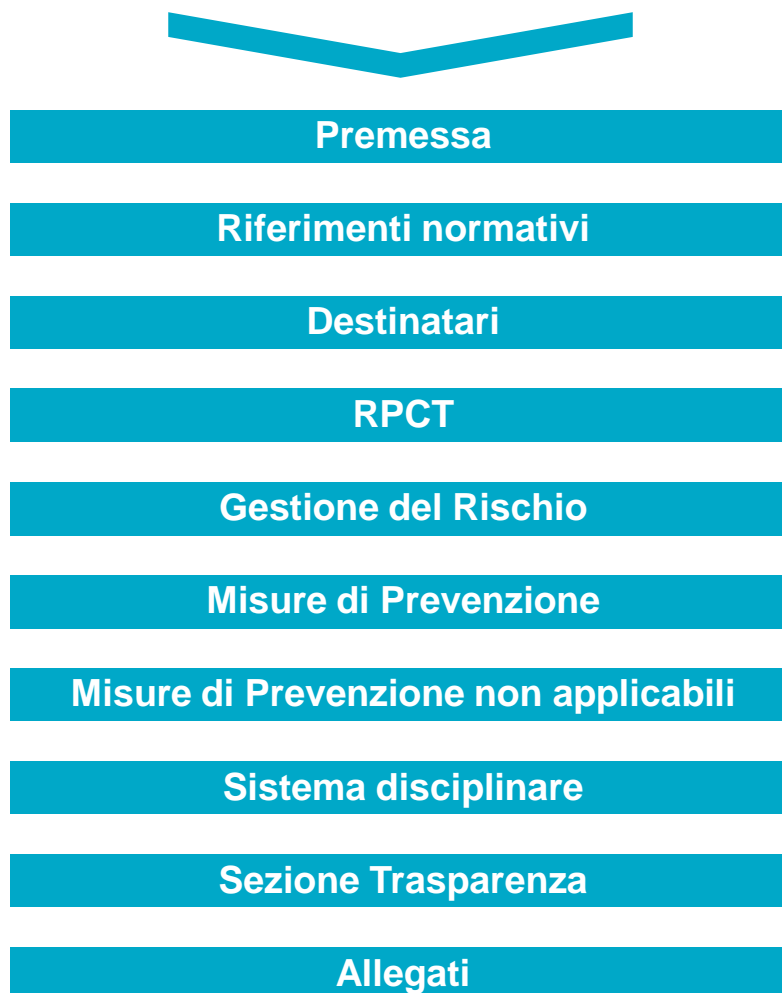 Premessa
Riferimenti normativi
Destinatari
RPCT
Gestione del Rischio
Misure di Prevenzione
Misure di Prevenzione non applicabili
Sistema disciplinare
Sezione Trasparenza
Allegati